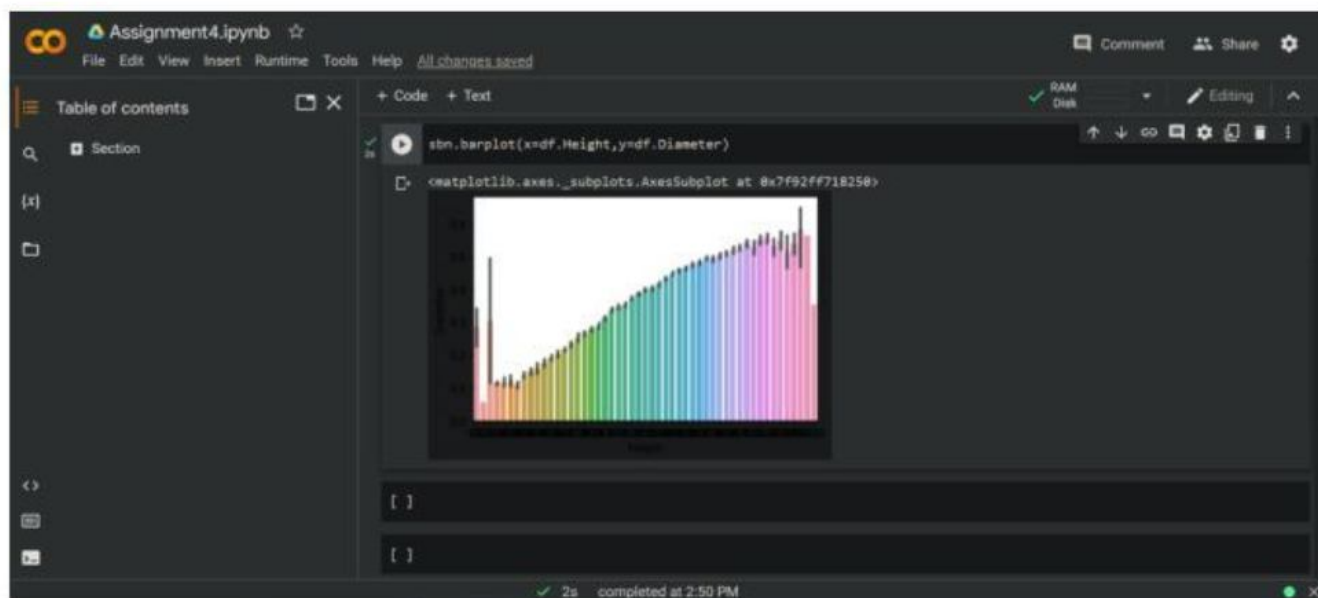 Assignment4.ipynb
Comment
Share
File Edit View Insert Runtime Tools Help All changes saved
Table of contents
+ Code + Text
RAM
Disk
Editing
Section
2s
sbn.barplot(x=df.Height,y=df.Diameter)
<matplotlib.axes._subplots.AxesSubplot at 0x7f92ff718250>
{x}
[ ]
[ ]
2s completed at 2:50 PM